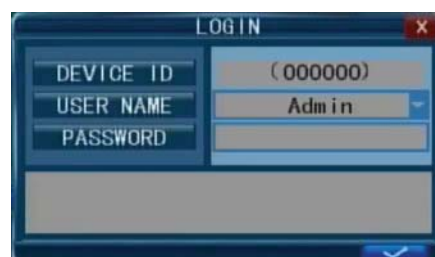 LOGIN
X
DEVICE ID
(000000)
USER NAME
Admin
PASSWORD